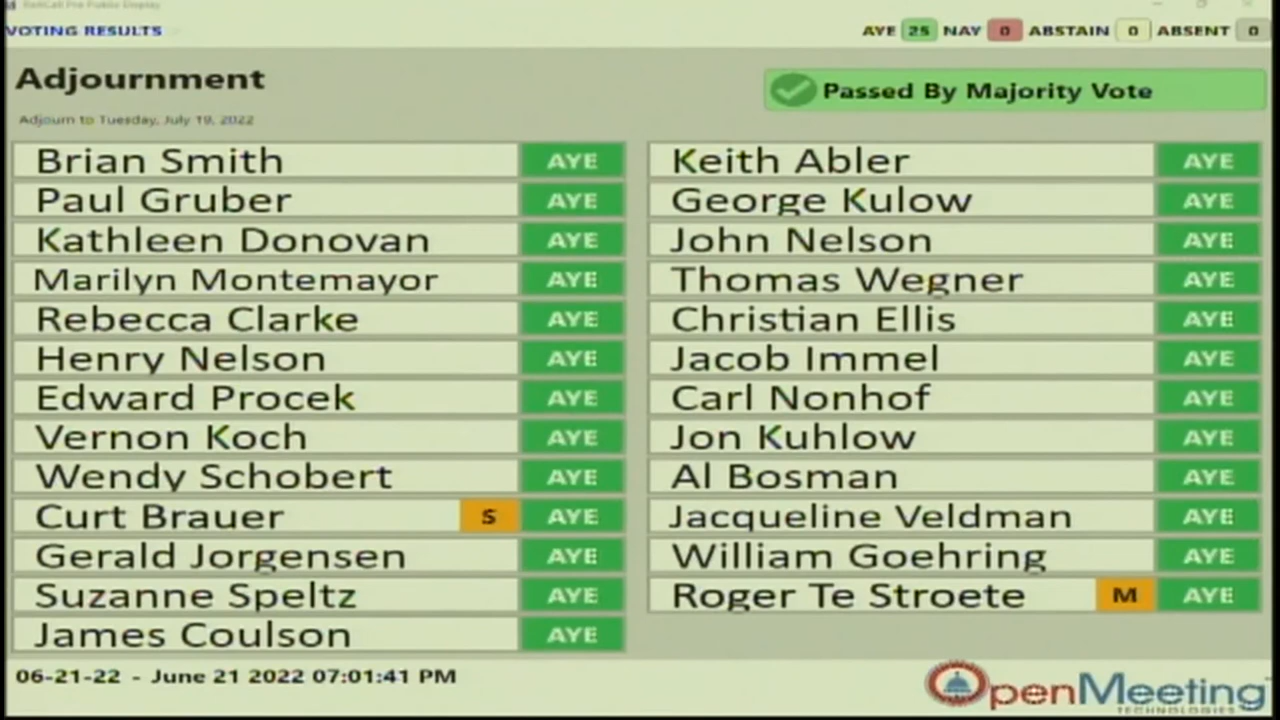 RollCall Pro Public Display
VOTING RESULTS
AYE 25 NAY 0 ABSTAIN 0 ABSENT 0
Adjournment
Passed By Majority Vote
Adjourn to Tuesday, July 19, 2022
Brian Smith AYE
Paul Gruber AYE
Kathleen Donovan AYE
Marilyn Montemayor AYE
Rebecca Clarke AYE
Henry Nelson AYE
Edward Procek AYE
Vernon Koch AYE
Wendy Schobert AYE
Curt Brauer S AYE
Gerald Jorgensen AYE
Suzanne Speltz AYE
James Coulson AYE
Keith Abler AYE
George Kulow AYE
John Nelson AYE
Thomas Wegner AYE
Christian Ellis AYE
Jacob Immel AYE
Carl Nonhof AYE
Jon Kuhlow AYE
Al Bosman AYE
Jacqueline Veldman AYE
William Goehring AYE
Roger Te Stroete M AYE
06-21-22 - June 21 2022 07:01:41 PM
OpenMeeting
TECHNOLOGIES